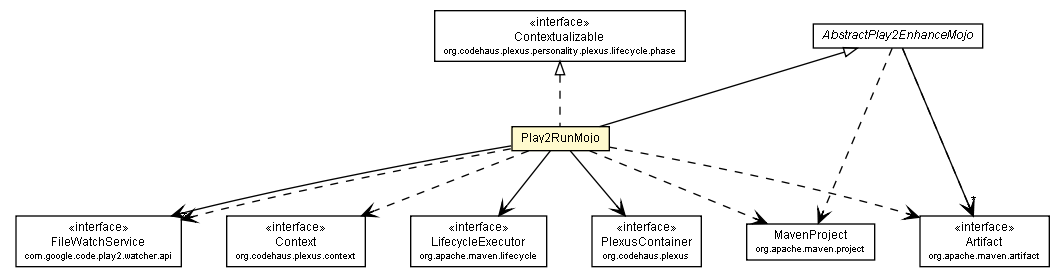 «interface»
Contextualizable
org.codehaus.plexus.personality.plexus.lifecycle.phase
AbstractPlay2EnhanceMojo
Play2RunMojo
*
«interface»
FileWatchService
com.google.code.play2.watcher.api
«interface»
Context
org.codehaus.plexus.context
«interface»
LifecycleExecutor
org.apache.maven.lifecycle
«interface»
PlexusContainer
org.codehaus.plexus
MavenProject
org.apache.maven.project
*
«interface»
Artifact
org.apache.maven.artifact